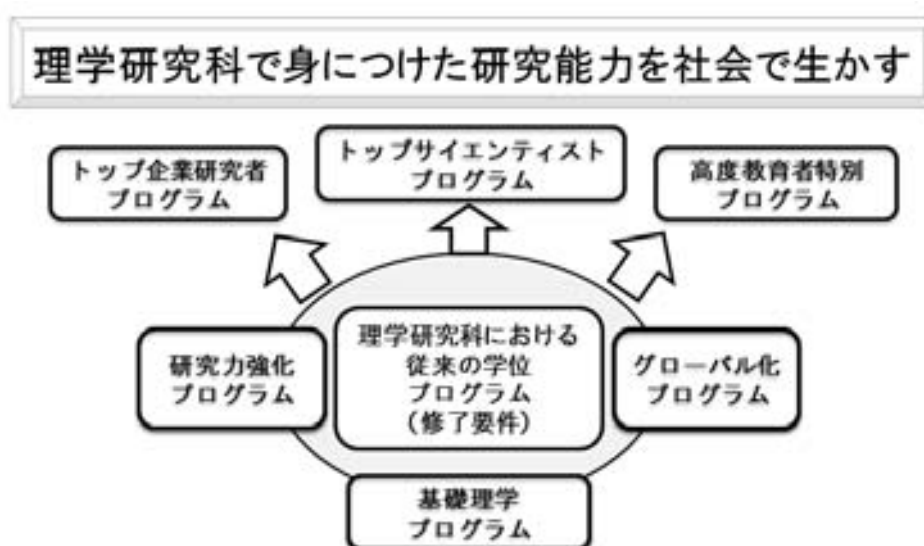 理学研究科で身につけた研究能力を社会で生かす
トップ企業研究者
プログラム
トップサイエンティスト
プログラム
高度教育者特別
プログラム
研究力強化
プログラム
理学研究科における
従来の学位
プログラム
（修了要件）
グローバル化
プログラム
基礎理学
プログラム